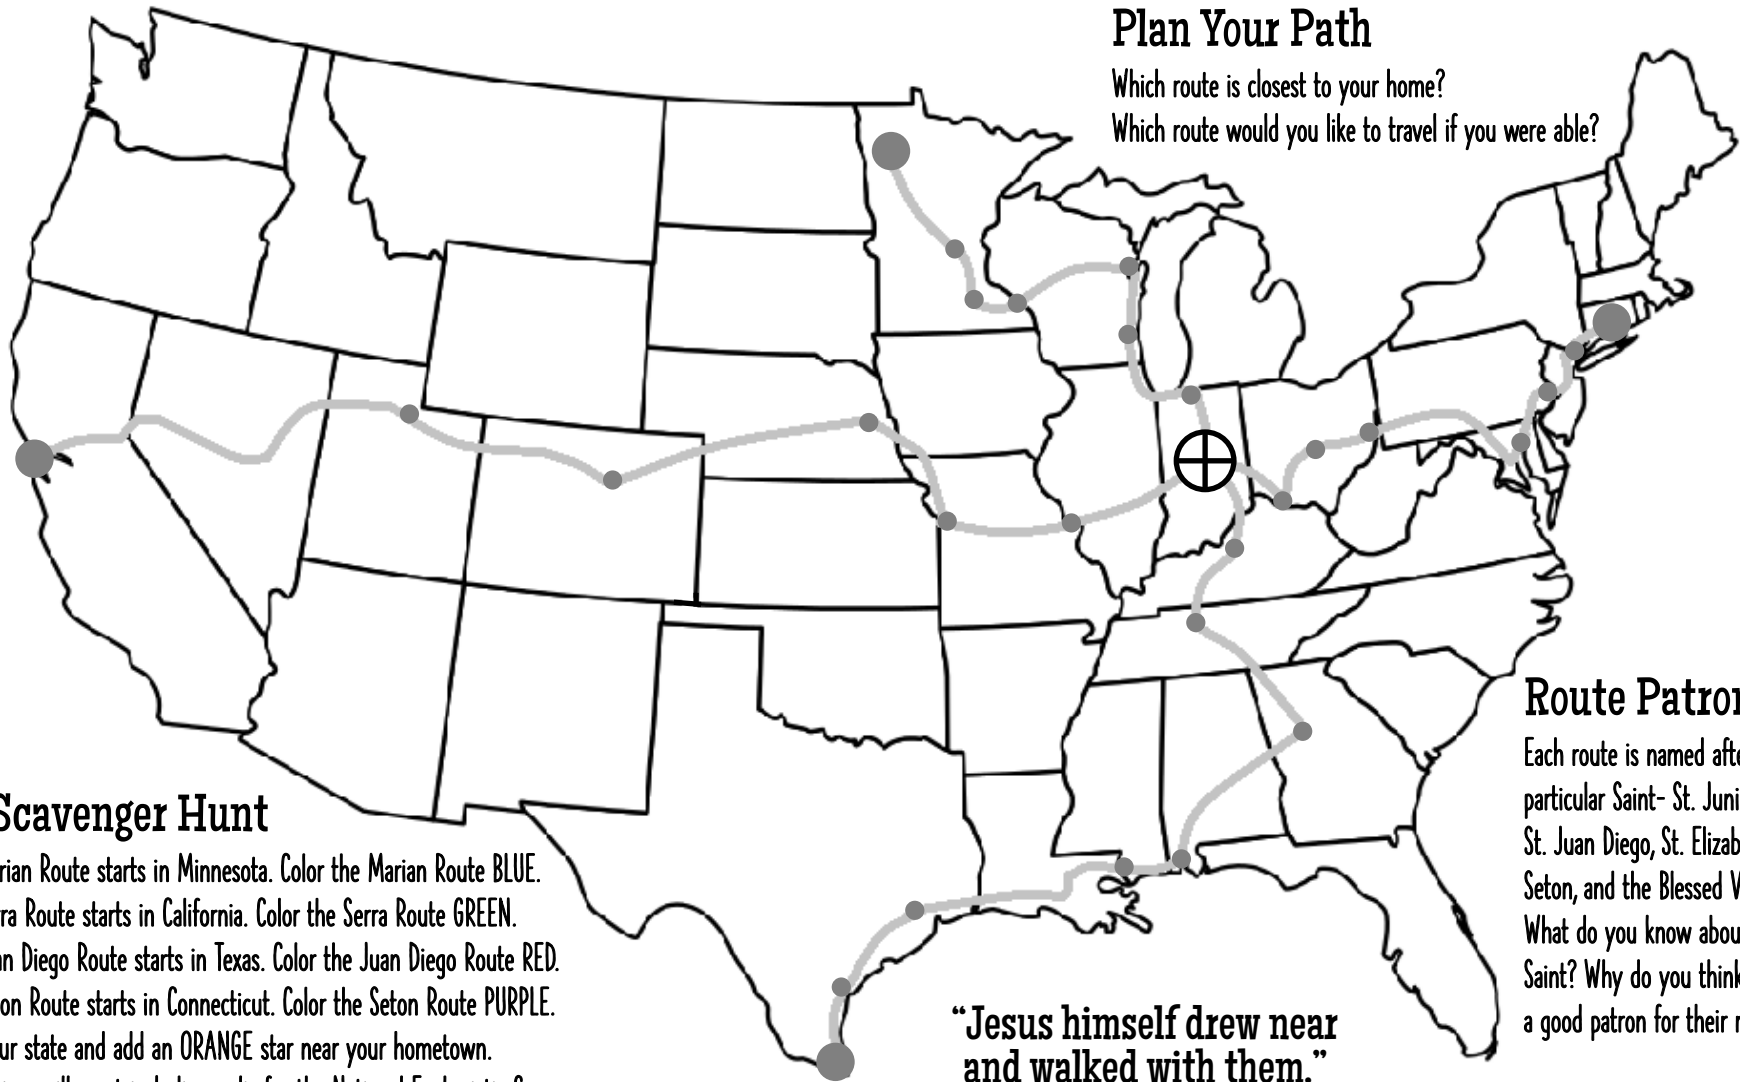 Plan Your Path
Which route is closest to your home?
Which route would you like to travel if you were able?
Scavenger Hunt
rian Route starts in Minnesota. Color the Marian Route BLUE.
ra Route starts in California. Color the Serra Route GREEN.
an Diego Route starts in Texas. Color the Juan Diego Route RED.
on Route starts in Connecticut. Color the Seton Route PURPLE.
ur state and add an ORANGE star near your hometown.
Route Patron
Each route is named afte
particular Saint- St. Juni
St. Juan Diego, St. Elizab
Seton, and the Blessed V
What do you know abou
Saint? Why do you think
a good patron for their r
“Jesus himself drew near
and walked with them.”